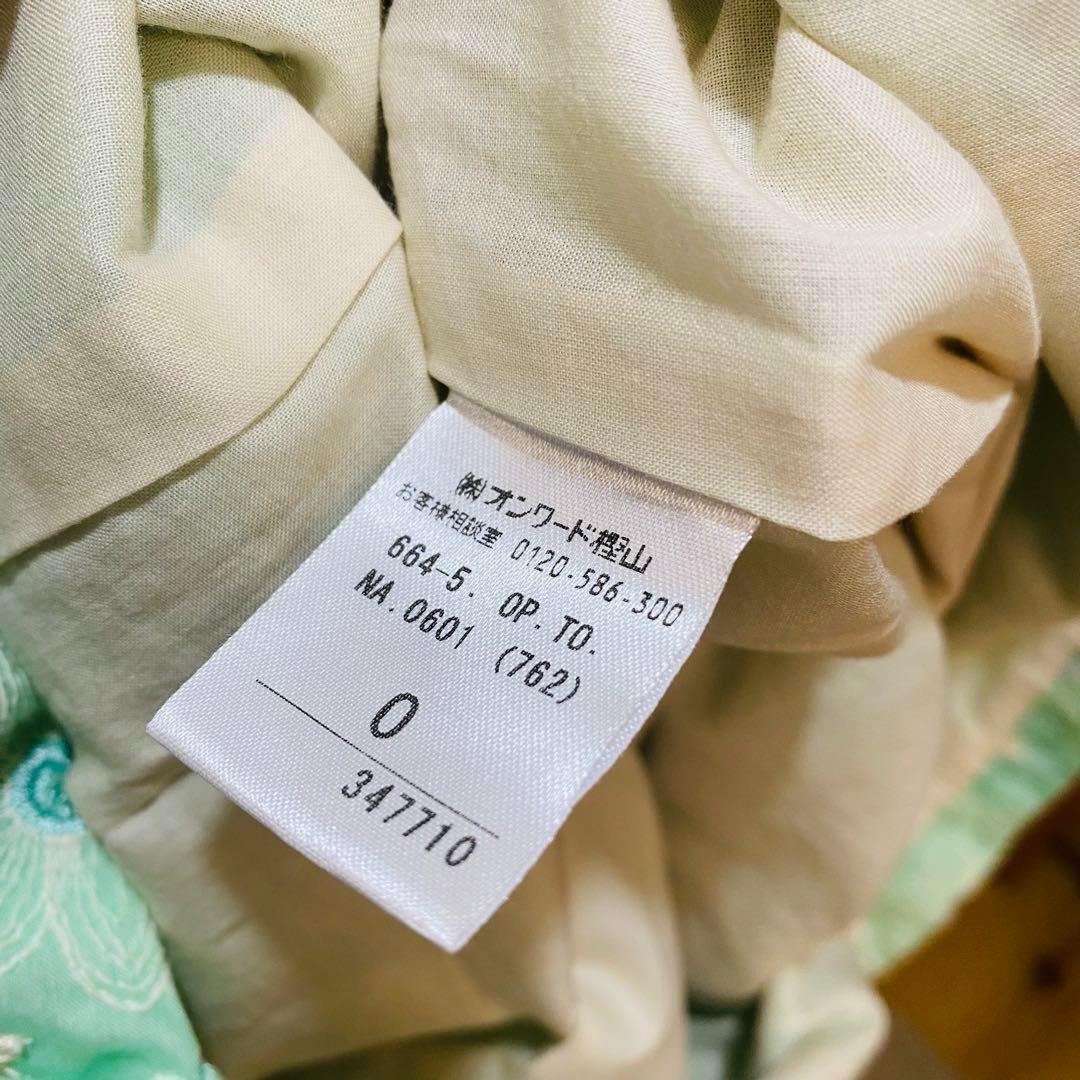 ㈱オンワード樫山
お客様相談室 0120-586-300
664-5. OP. TO.
NA. 0601 (762)
0
347710